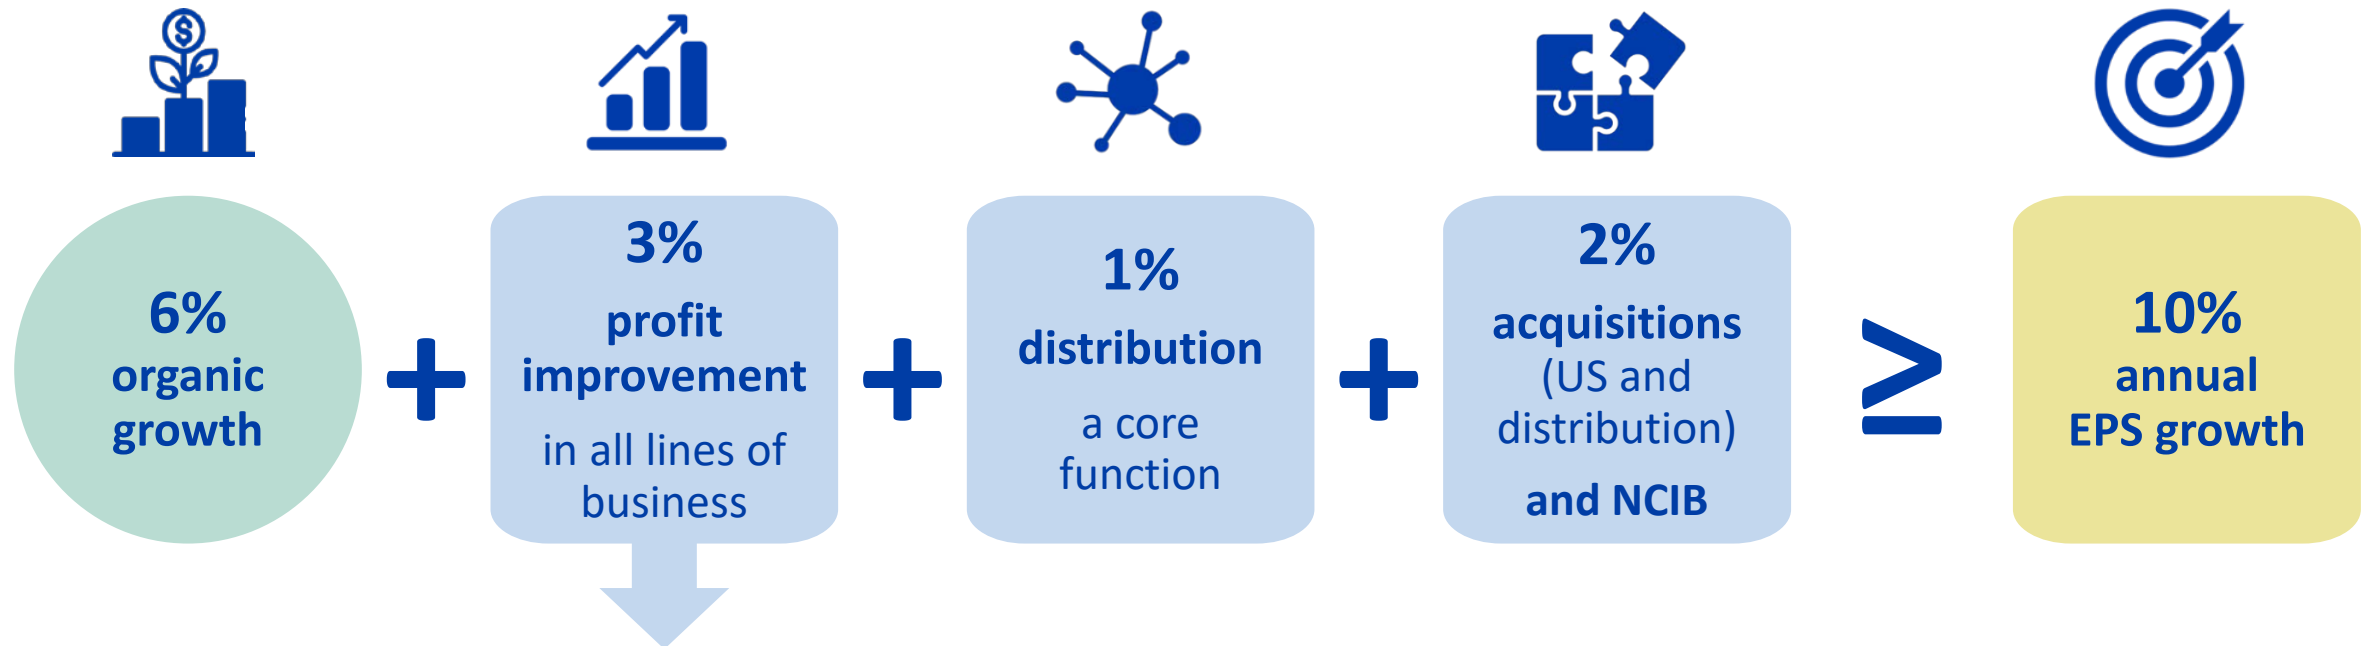 6%
organic
growth
+
3%
profit
improvement
in all lines of
business
+
1%
distribution
a core
function
+
2%
acquisitions
(US and
distribution)
and NCIB
≥
10%
annual
EPS growth